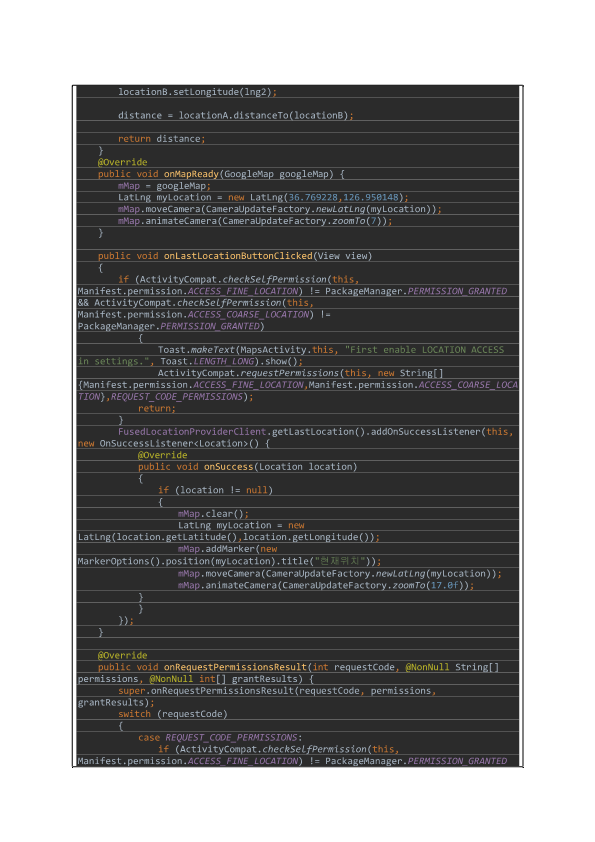 locationB.setLongitude(lng2);
distance = locationA.distanceTo(locationB);
return distance;
}
@Override
public void onMapReady(GoogleMap googleMap) {
mMap = googleMap;
LatLng myLocation = new LatLng(36.769228,126.950148);
mMap.moveCamera(CameraUpdateFactory.newLatLng(myLocation));
mMap.animateCamera(CameraUpdateFactory.zoomTo(7));
}
public void onLastLocationButtonClicked(View view)
{
if (ActivityCompat.checkSelfPermission(this,
Manifest.permission.ACCESS_FINE_LOCATION) != PackageManager.PERMISSION_GRANTED
&& ActivityCompat.checkSelfPermission(this,
Manifest.permission.ACCESS_COARSE_LOCATION) !=
PackageManager.PERMISSION_GRANTED)
{
Toast.makeText(MapsActivity.this, "First enable LOCATION ACCESS
in settings.", Toast.LENGTH_LONG).show();
ActivityCompat.requestPermissions(this, new String[]
{Manifest.permission.ACCESS_FINE_LOCATION,Manifest.permission.ACCESS_COARSE_LOCA
TION},REQUEST_CODE_PERMISSIONS);
return;
}
FusedLocationProviderClient.getLastLocation().addOnSuccessListener(this,
new OnSuccessListener<Location>() {
@Override
public void onSuccess(Location location)
{
if (location != null)
{
mMap.clear();
LatLng myLocation = new
LatLng(location.getLatitude(),location.getLongitude());
mMap.addMarker(new
MarkerOptions().position(myLocation).title("현재위치"));
mMap.moveCamera(CameraUpdateFactory.newLatLng(myLocation));
mMap.animateCamera(CameraUpdateFactory.zoomTo(17.0f));
}
}
});
}
@Override
public void onRequestPermissionsResult(int requestCode, @NonNull String[]
permissions, @NonNull int[] grantResults) {
super.onRequestPermissionsResult(requestCode, permissions,
grantResults);
switch (requestCode)
{
case REQUEST_CODE_PERMISSIONS:
if (ActivityCompat.checkSelfPermission(this,
Manifest.permission.ACCESS_FINE_LOCATION) != PackageManager.PERMISSION_GRANTED